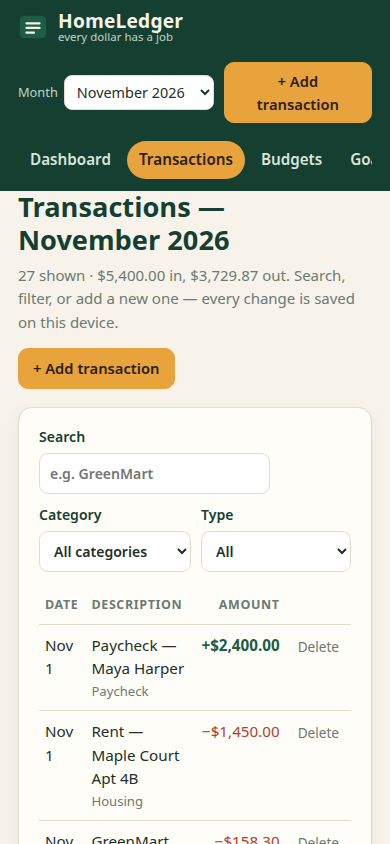 HomeLedger
every dollar has a job
Month
November 2026
+ Add
transaction
Dashboard Transactions Budgets
Transactions —
November 2026
27 shown · $5,400.00 in, $3,729.87 out. Search,
filter, or add a new one — every change is saved
on this device.
+ Add transaction
Search
e.g. GreenMart
Category Type
All categories All
DATE DESCRIPTION AMOUNT
Nov 1 Paycheck — Maya Harper +$2,400.00 Delete
Paycheck
Nov 1 Rent — Maple Court Apt 4B −$1,450.00 Delete
Housing
Nov GreenMart −$158.30 Delete